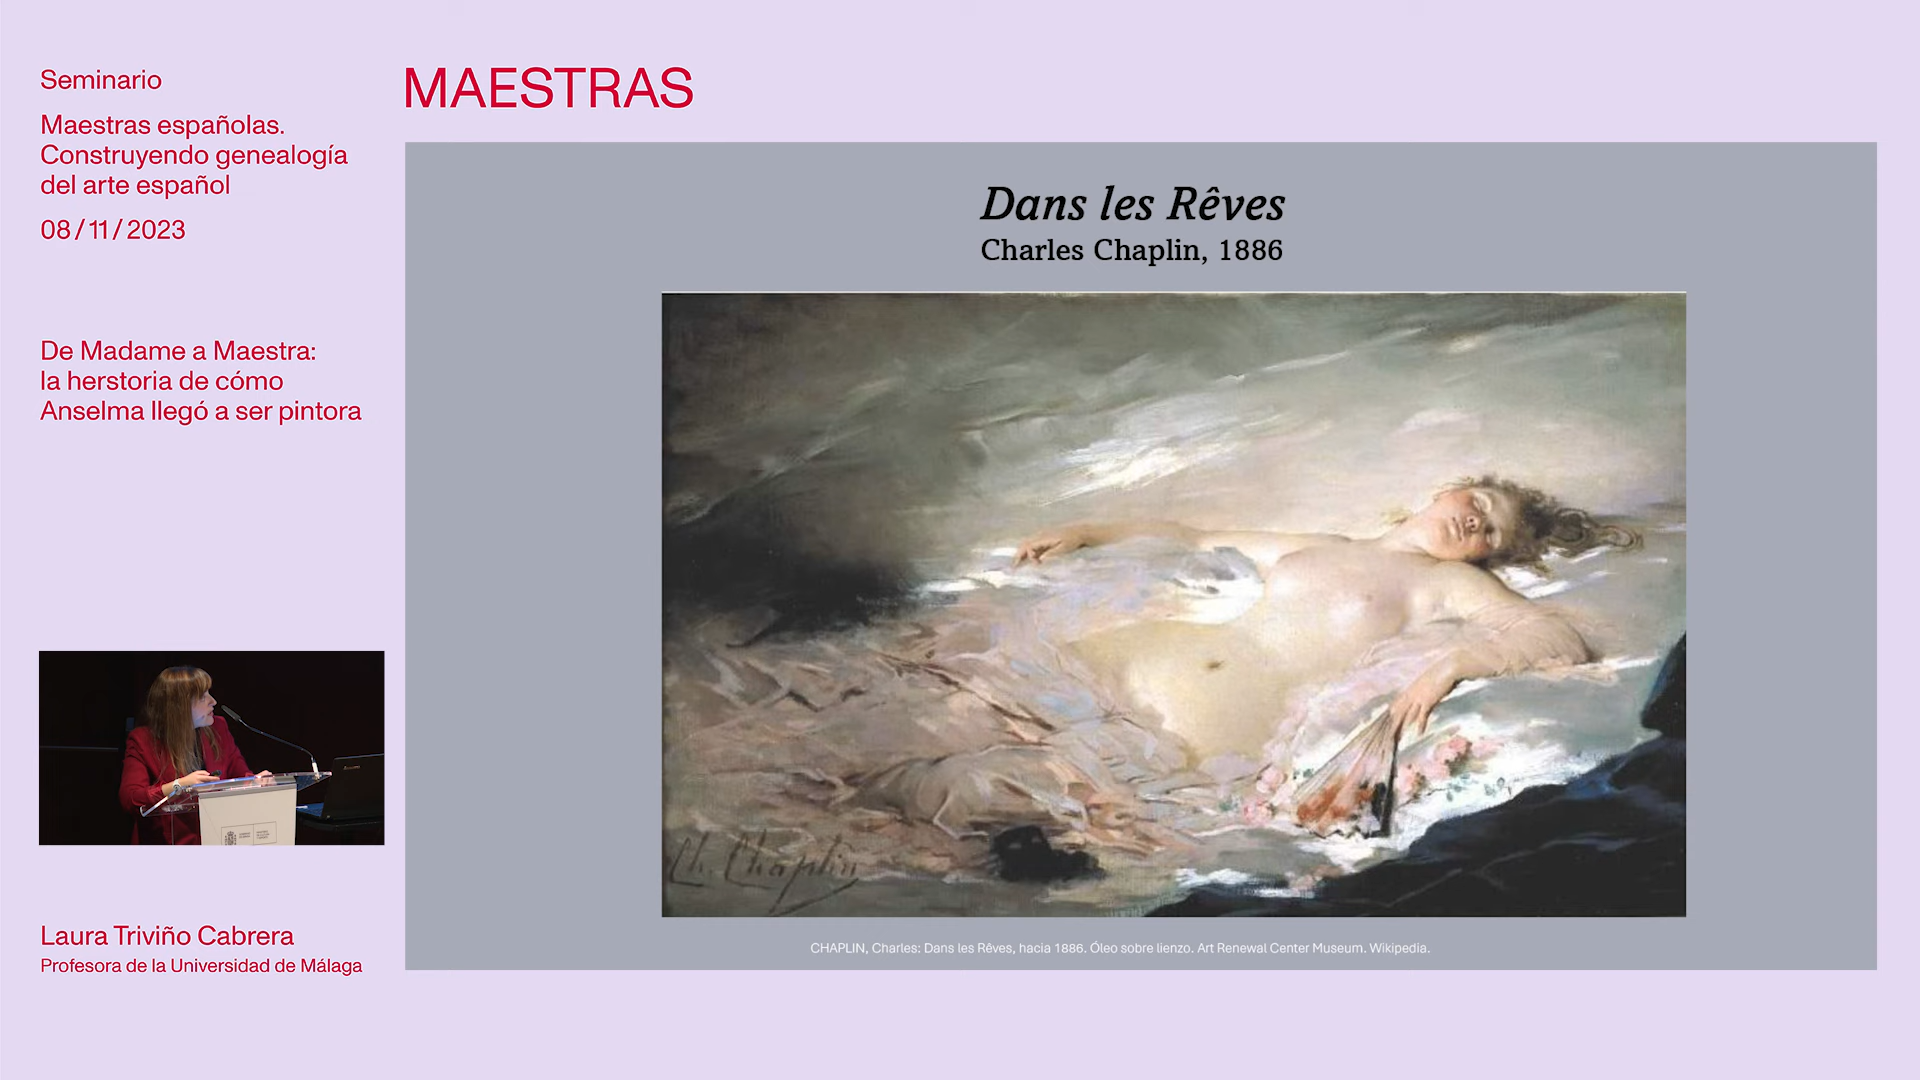 Seminario
Maestras españolas.
Construyendo genealogía
del arte español
08/11/2023
De Madame a Maestra:
la herstoria de cómo
Anselma llegó a ser pintora
Laura Triviño Cabrera
Profesora de la Universidad de Málaga
MAESTRAS
Dans les Rêves
Charles Chaplin, 1886
Ch. Chaplin
CHAPLIN, Charles: Dans les Rêves, hacia 1886. Óleo sobre lienzo. Art Renewal Center Museum. Wikipedia.